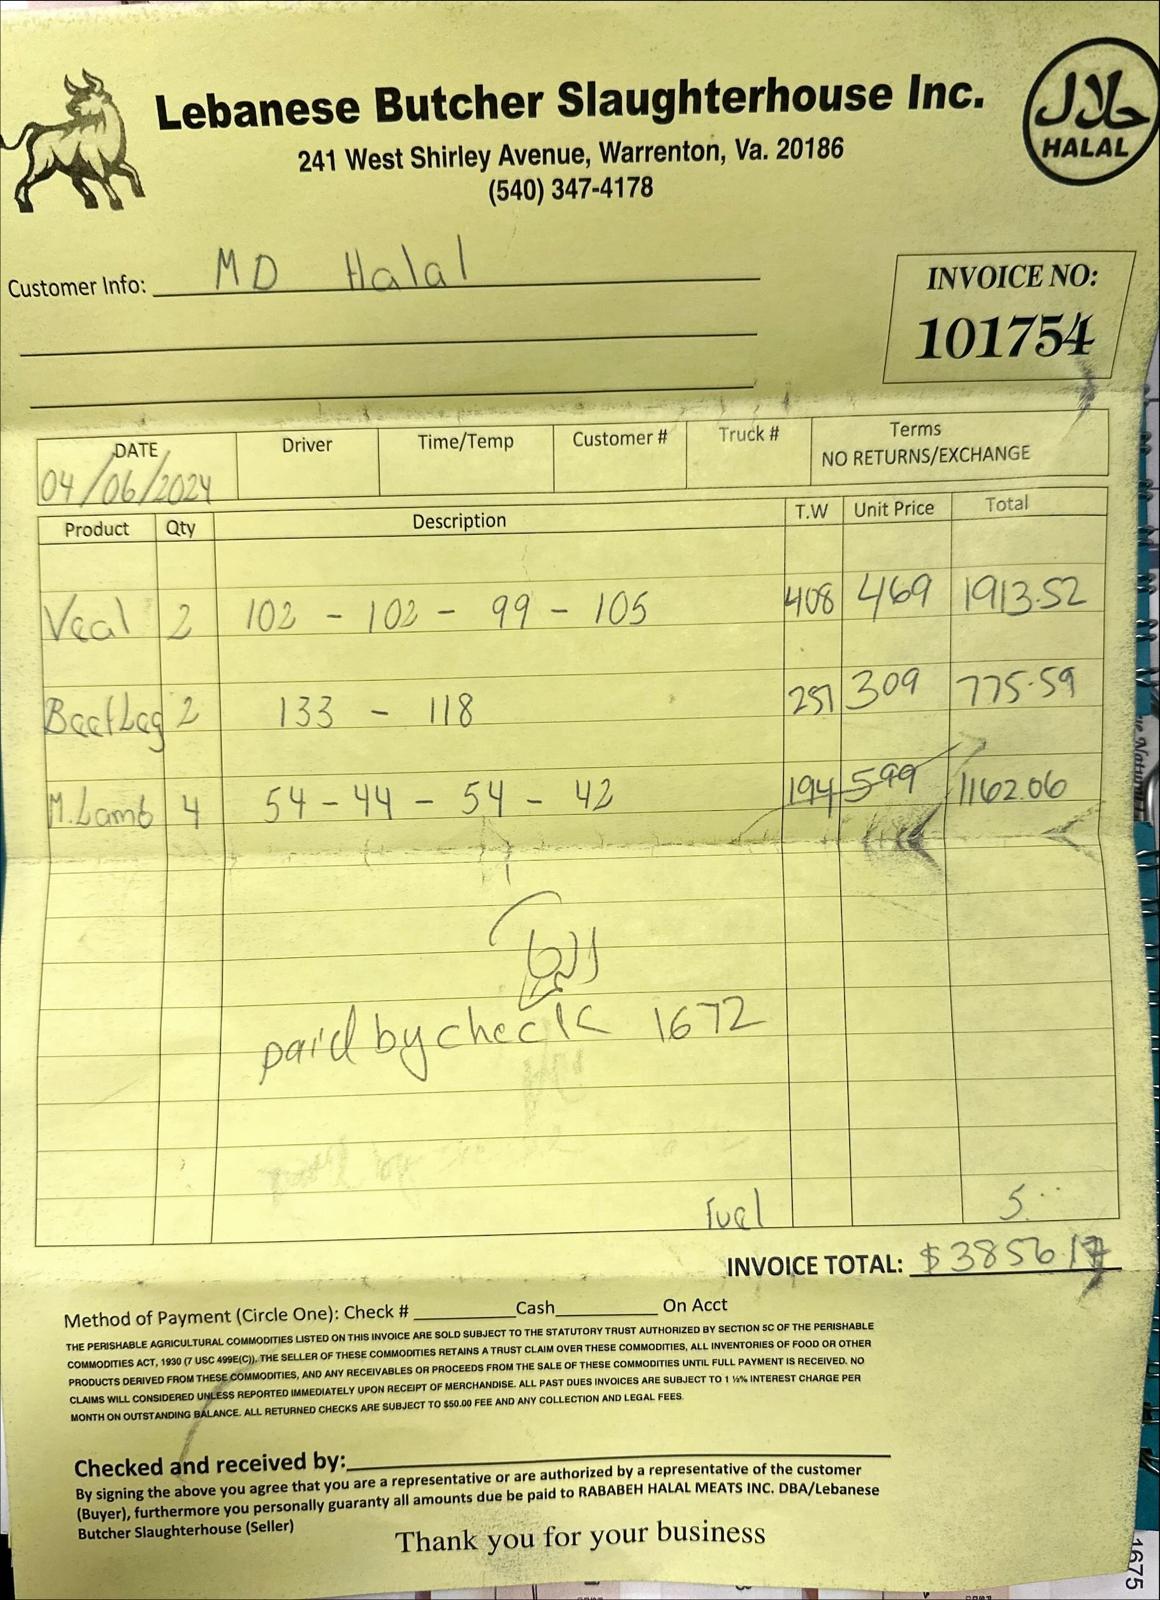 Lebanese Butcher Slaughterhouse Inc.
241 West Shirley Avenue, Warrenton, Va. 20186
(540) 347-4178
حلال
HALAL
Customer Info: MD Halal
INVOICE NO:
101754
DATE Driver Time/Temp Customer # Truck # Terms
NO RETURNS/EXCHANGE
04/06/2024
Product Qty Description T.W Unit Price Total
Veal 2 102 - 102 - 99 - 105 408 469 1913.52
Beef Leg 2 133 - 118 251 309 775.59
M.Lamb 4 54 - 44 - 54 - 42 194 599 1162.06
paid by check 1672
Fuel 5
INVOICE TOTAL: $3856.17
Method of Payment (Circle One): Check # Cash On Acct
THE PERISHABLE AGRICULTURAL COMMODITIES LISTED ON THIS INVOICE ARE SOLD SUBJECT TO THE STATUTORY TRUST AUTHORIZED BY SECTION 5C OF THE PERISHABLE
COMMODITIES ACT, 1930 (7 USC 499E(C)). THE SELLER OF THESE COMMODITIES RETAINS A TRUST CLAIM OVER THESE COMMODITIES, ALL INVENTORIES OF FOOD OR OTHER
PRODUCTS DERIVED FROM THESE COMMODITIES, AND ANY RECEIVABLES OR PROCEEDS FROM THE SALE OF THESE COMMODITIES UNTIL FULL PAYMENT IS RECEIVED. NO
CLAIMS WILL CONSIDERED UNLESS REPORTED IMMEDIATELY UPON RECEIPT OF MERCHANDISE. ALL PAST DUES INVOICES ARE SUBJECT TO 1 ½% INTEREST CHARGE PER
MONTH ON OUTSTANDING BALANCE. ALL RETURNED CHECKS ARE SUBJECT TO $50.00 FEE AND ANY COLLECTION AND LEGAL FEES.
Checked and received by:
By signing the above you agree that you are a representative or are authorized by a representative of the customer
(Buyer), furthermore you personally guaranty all amounts due be paid to RABABEH HALAL MEATS INC. DBA/Lebanese
Butcher Slaughterhouse (Seller)
Thank you for your business
1675